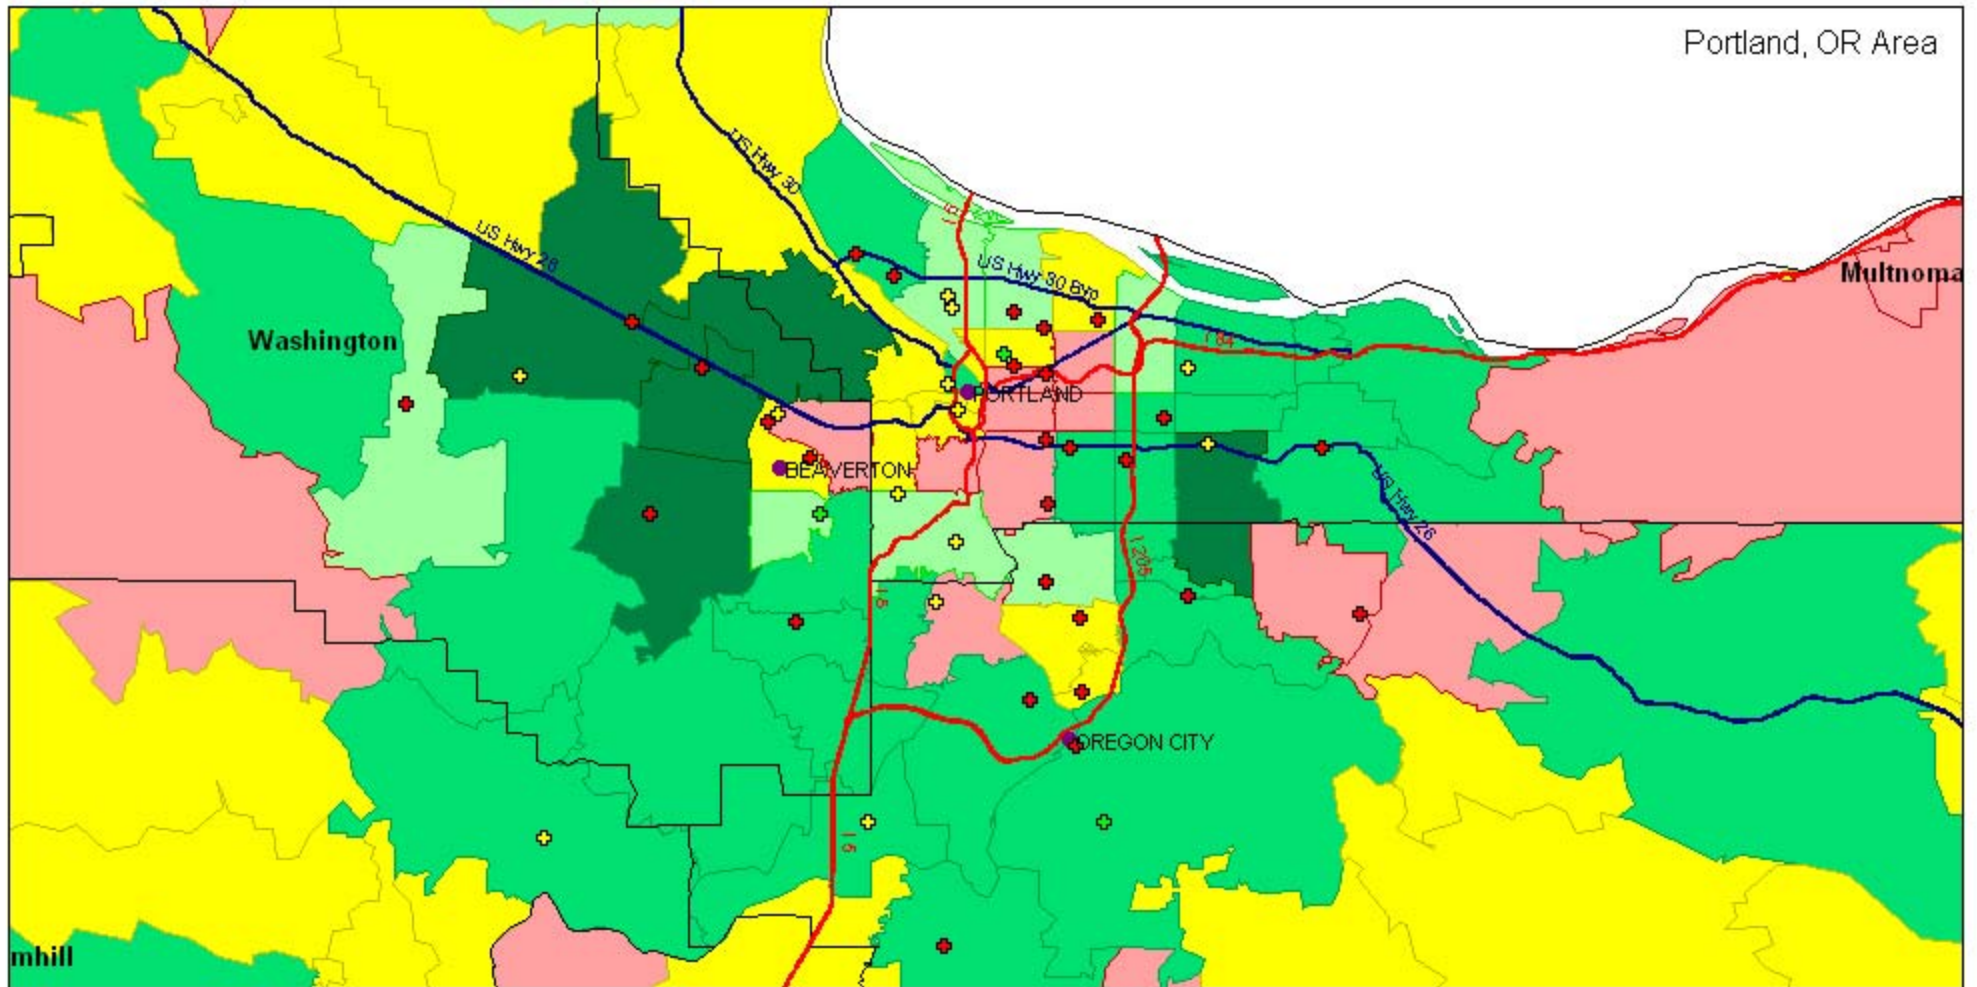 Portland, OR Area
US Hwy 30
I 5
US Hwy 26
US Hwy 30 Byp
Multnoma
Washington
I 84
PORTLAND
BEAVERTON
US Hwy 26
I 205
I 5
OREGON CITY
I 5
mhill